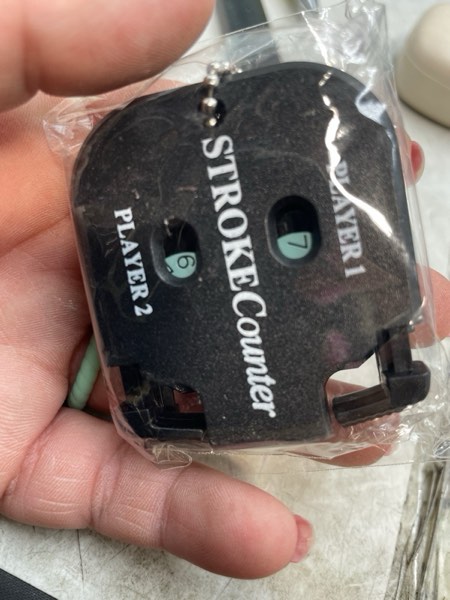 PLAYER 1
7
STROKECounter
6
PLAYER 2